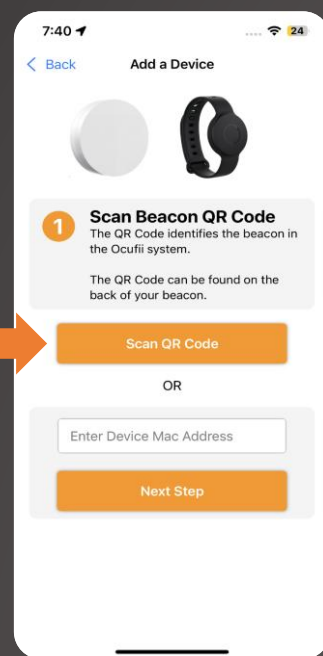 7:40
24
Back
Add a Device
1
Scan Beacon QR Code
The QR Code identifies the beacon in
the Ocufii system.
The QR Code can be found on the
back of your beacon.
Scan QR Code
OR
Enter Device Mac Address
Next Step